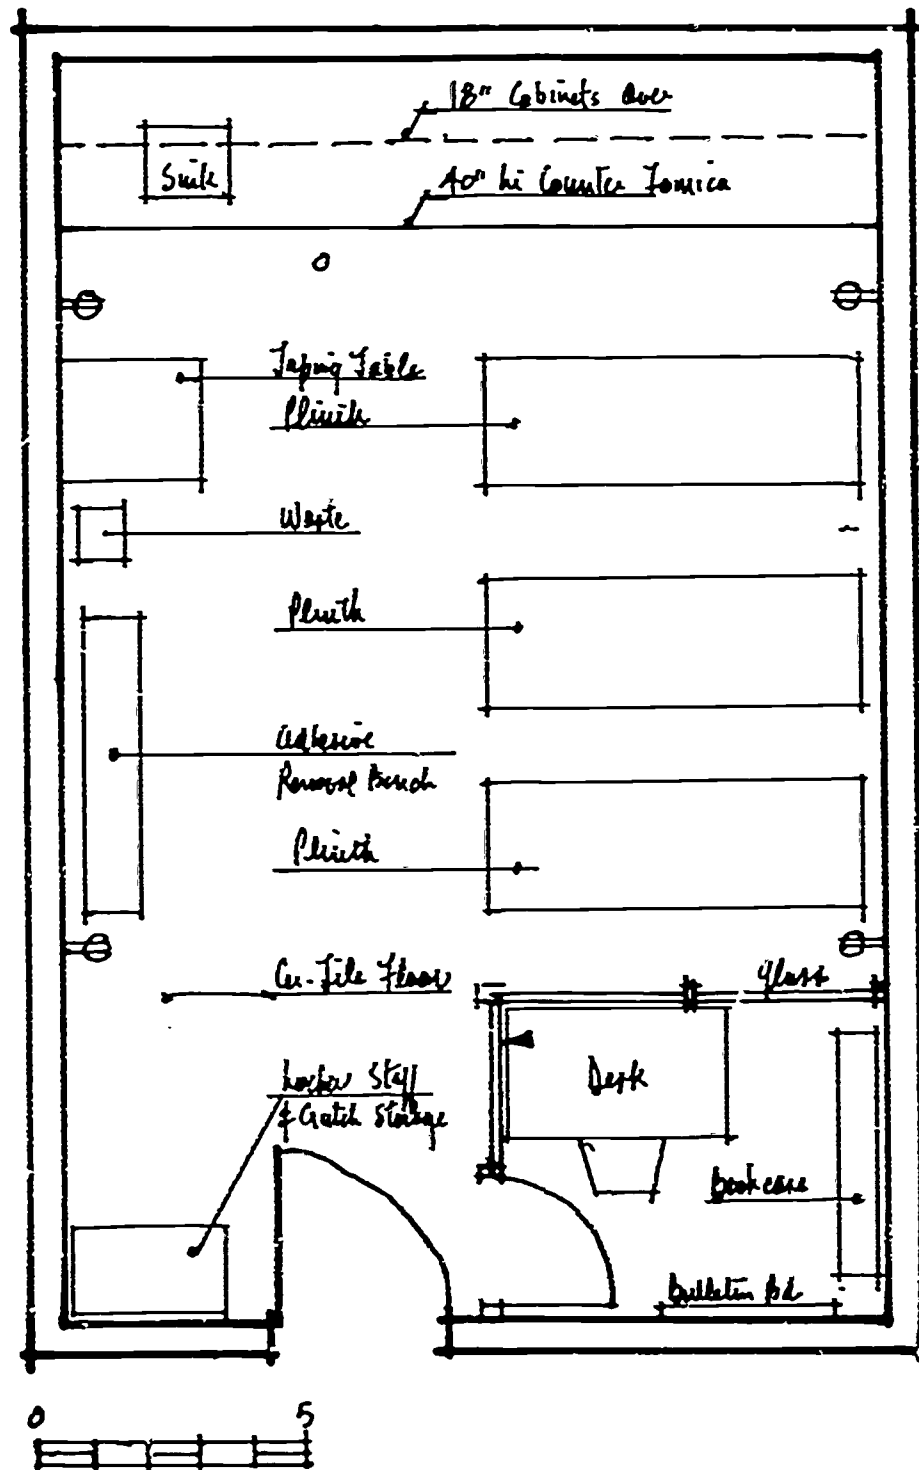 18" Cabinets Over
Sink
40" hi Counter Formica
Taping Table
Plinth
Waste
Plinth
Adhesive
Removal Bench
Plinth
Cer-Tile Floor
Glass
Desk
Locker Staff
& Crutch Storage
Bookcase
Bulletin Bd
0 5